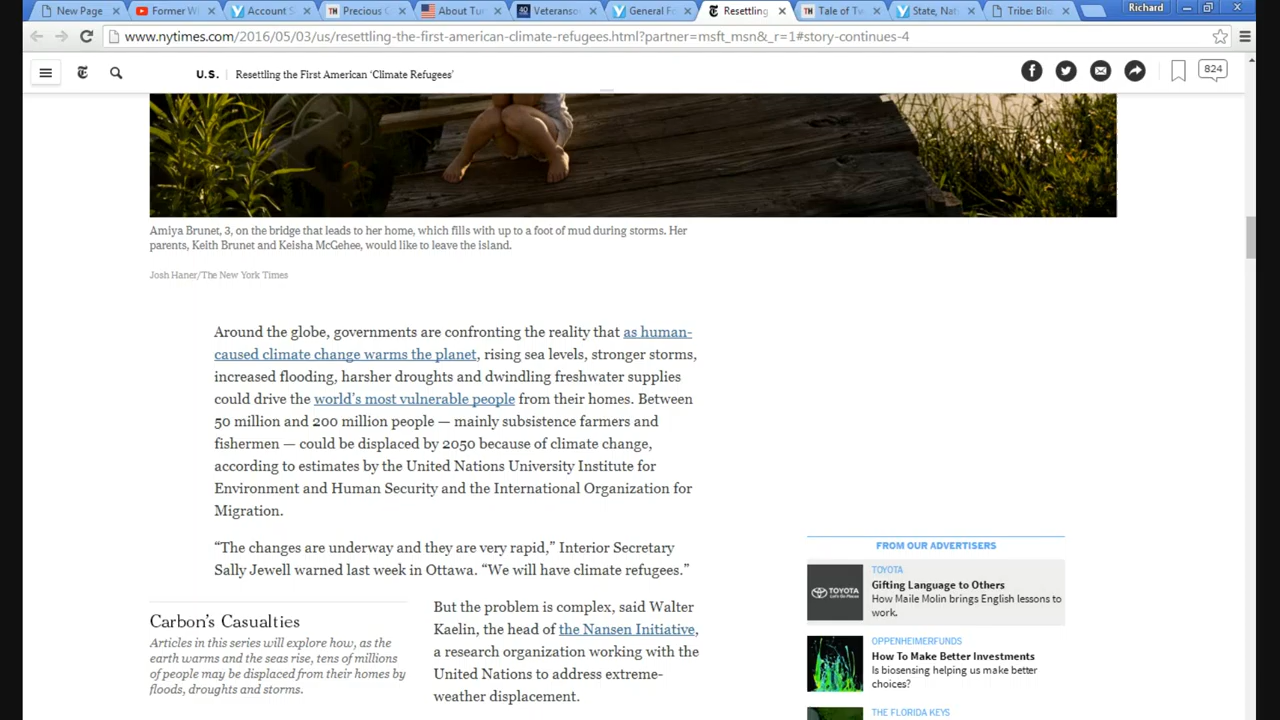 New Page
Former W
Account S
Precious C
About Tur
Veteranso
General Fo
Resettling
Tale of Tw
State, Nat
Tribe: Bilo
Richard
www.nytimes.com/2016/05/03/us/resettling-the-first-american-climate-refugees.html?partner=msft_msn&_r=1#story-continues-4
U.S. Resettling the First American ‘Climate Refugees’
824
Amiya Brunet, 3, on the bridge that leads to her home, which fills with up to a foot of mud during storms. Her
parents, Keith Brunet and Keisha McGehee, would like to leave the island.
Josh Haner/The New York Times
Around the globe, governments are confronting the reality that as human-
caused climate change warms the planet, rising sea levels, stronger storms,
increased flooding, harsher droughts and dwindling freshwater supplies
could drive the world’s most vulnerable people from their homes. Between
50 million and 200 million people — mainly subsistence farmers and
fishermen — could be displaced by 2050 because of climate change,
according to estimates by the United Nations University Institute for
Environment and Human Security and the International Organization for
Migration.
“The changes are underway and they are very rapid,” Interior Secretary
Sally Jewell warned last week in Ottawa. “We will have climate refugees.”
Carbon’s Casualties
Articles in this series will explore how, as the
earth warms and the seas rise, tens of millions
of people may be displaced from their homes by
floods, droughts and storms.
But the problem is complex, said Walter
Kaelin, the head of the Nansen Initiative,
a research organization working with the
United Nations to address extreme-
weather displacement.
FROM OUR ADVERTISERS
TOYOTA
TOYOTA
Gifting Language to Others
How Maile Molin brings English lessons to
work.
OPPENHEIMERFUNDS
How To Make Better Investments
Is biosensing helping us make better
choices?
THE FLORIDA KEYS